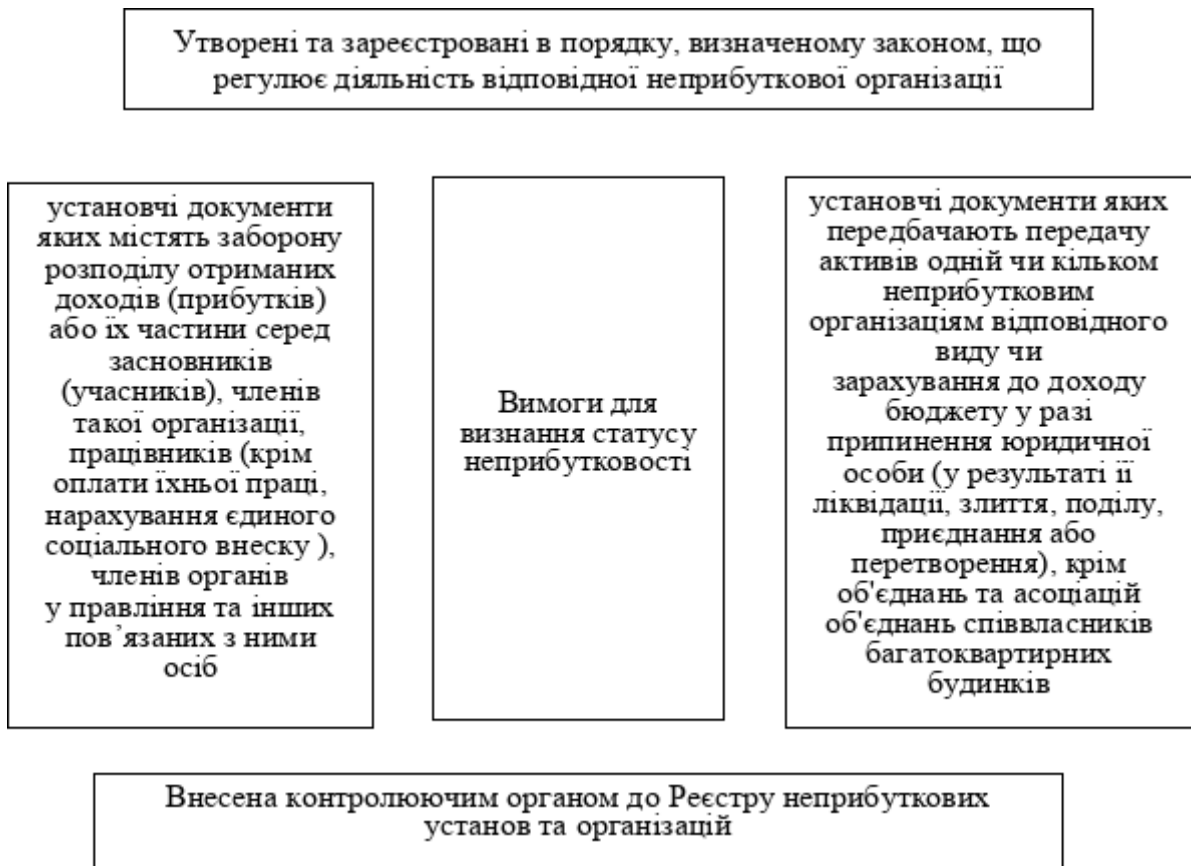 Утворені та зареєстровані в порядку, визначеному законом, що
регулює діяльність відповідної неприбуткової організації
установчі документи
яких містять заборону
розподілу отриманих
доходів (прибутків)
або їх частини серед
засновників
(учасників), членів
такої організації,
працівників (крім
оплати їхньої праці,
нарахування єдиного
соціального внеску ),
членів органів
у правління та інших
пов’язаних з ними
осіб
Вимоги для
визнання статусу
неприбутковості
установчі документи яких
передбачають передачу
активів одній чи кільком
неприбутковим
організаціям відповідного
виду чи
зарахування до доходу
бюджету у разі
припинення юридичної
особи (у результаті її
ліквідації, злиття, поділу,
приєднання або
перетворення), крім
об'єднань та асоціацій
об'єднань співвласників
багатоквартирних
будинків
Внесена контролюючим органом до Реєстру неприбуткових
установ та організацій